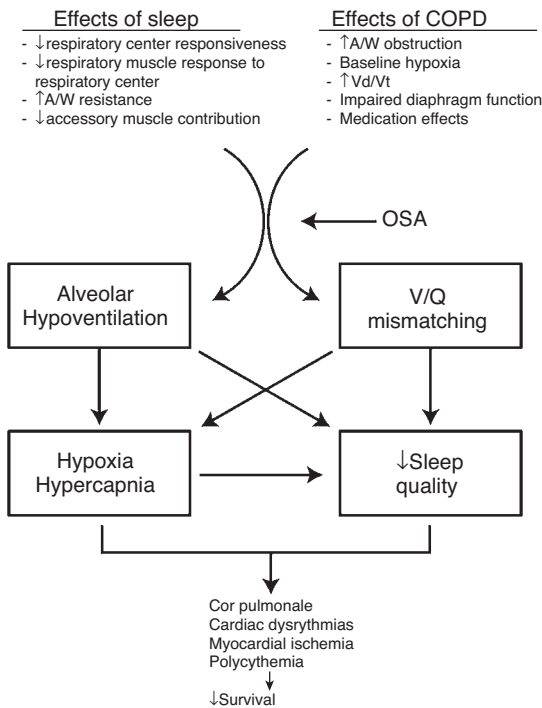 Effects of sleep
- ↓respiratory center responsiveness
- ↓respiratory muscle response to
respiratory center
- ↑A/W resistance
- ↓accessory muscle contribution
Effects of COPD
- ↑A/W obstruction
- Baseline hypoxia
- ↑Vd/Vt
- Impaired diaphragm function
- Medication effects
OSA
Alveolar
Hypoventilation
V/Q
mismatching
Hypoxia
Hypercapnia
↓Sleep
quality
Cor pulmonale
Cardiac dysrythmias
Myocardial ischemia
Polycythemia
↓Survival